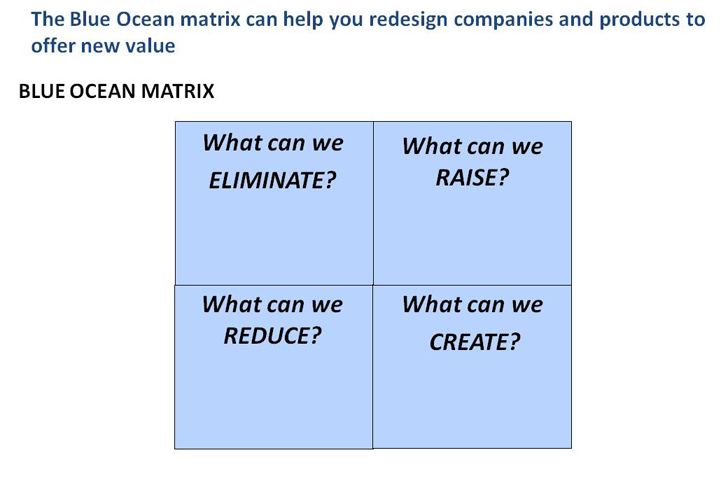 The Blue Ocean matrix can help you redesign companies and products to
offer new value
BLUE OCEAN MATRIX
What can we
ELIMINATE?
What can we
RAISE?
What can we
REDUCE?
What can we
CREATE?